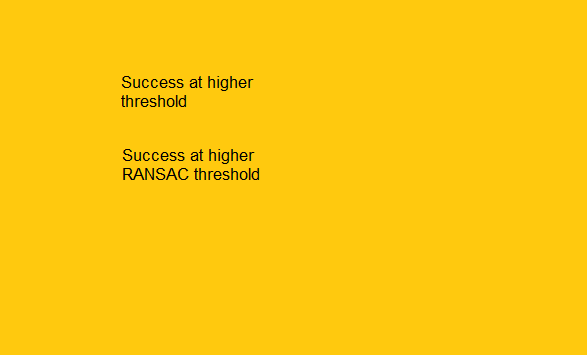 Success at higher
threshold
Success at higher
RANSAC threshold